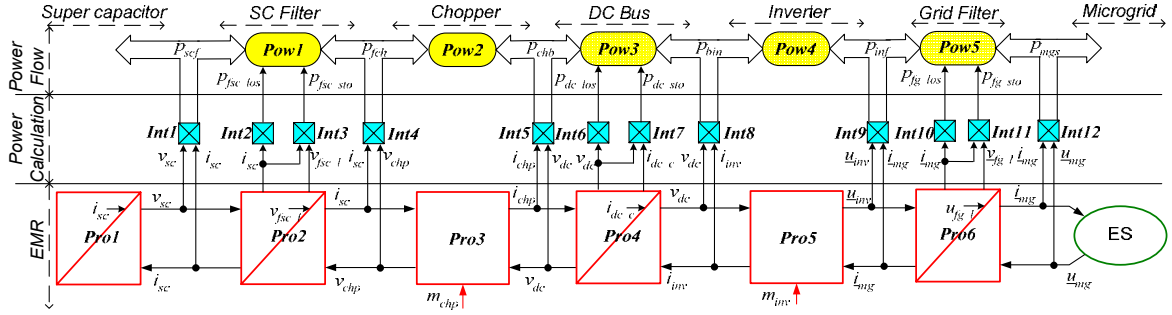 Super capacitor SC Filter Chopper DC Bus Inverier Grid Filter Microgrid
Power Flow
p_scf Pow1 p_fch Pow2 p_chb Pow3 p_bin Pow4 p_inf Pow5 p_mgs
p_fsc_los p_fsc_sto p_dc_los p_dc_sto p_fg_los p_fg_sto
Power Calculation
Int1 Int2 Int3 Int4 Int5 Int6 Int7 Int8 Int9 Int10 Int11 Int12
v_sc i_sc i_sc v_fsc_l i_sc v_chp i_chp v_dc v_dc i_dc_c v_dc i_inv u_inv i_mg i_mg v_fg_l i_mg u_mg
EMR
v_sc i_sc i_chp v_dc u_inv i_mg
i_sc v_fsc_l i_dc_c u_fg_l
Pro1 Pro2 Pro3 Pro4 Pro5 Pro6 ES
i_sc v_chp v_dc i_inv i_mg u_mg
m_chp m_inv